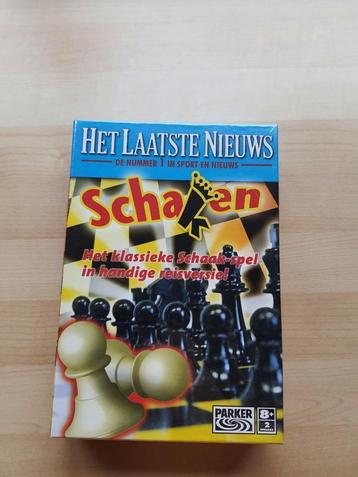 HET LAATSTE NIEUWS
DE NUMMER 1 IN SPORT EN NIEUWS
Schaken
Het klassieke Schaak-spel
in handige reisversie!
PARKER
8+
2
SPELERS